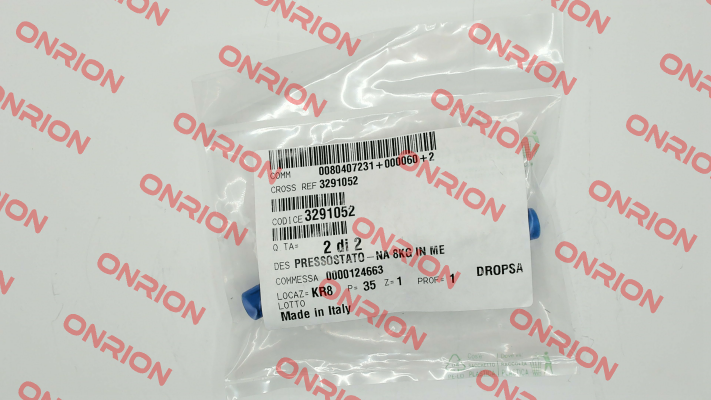 COMM 0080407231+000060+2
CROSS REF 3291052
CODICE 3291052
Q TA= 2 di 2
DES PRESSOSTATO-NA 8KG IN ME
COMMESSA 0000124663
LOCAZ= KR8 P= 35 Z= 1 PROR= 1 DROPSA
LOTTO
Made in Italy
ONRION